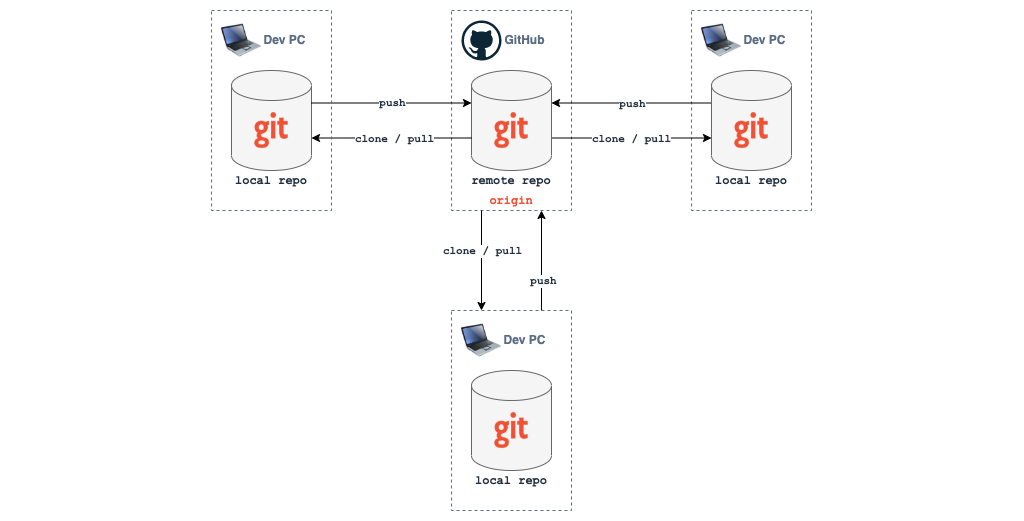 Dev PC
GitHub
Dev PC
push
push
git
git
git
clone / pull
clone / pull
local repo
remote repo
local repo
origin
clone / pull
push
Dev PC
git
local repo